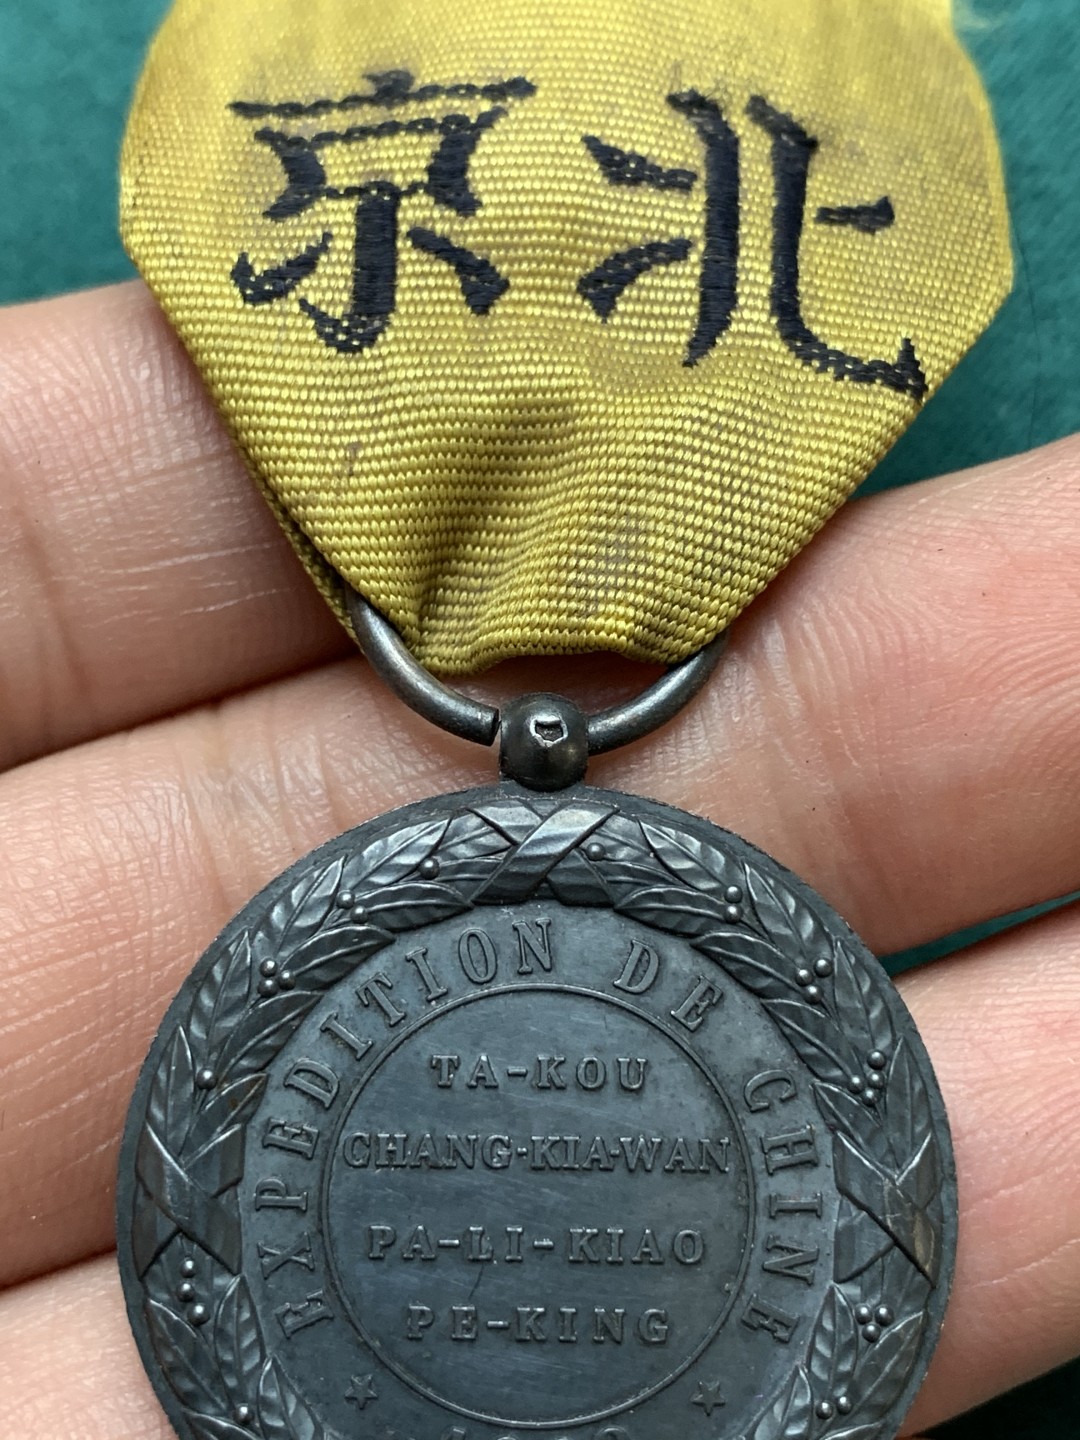 北京
EXPEDITION DE CHINE
TA-KOU
CHANG-KIA-WAN
PA-LI-KIAO
PE-KING